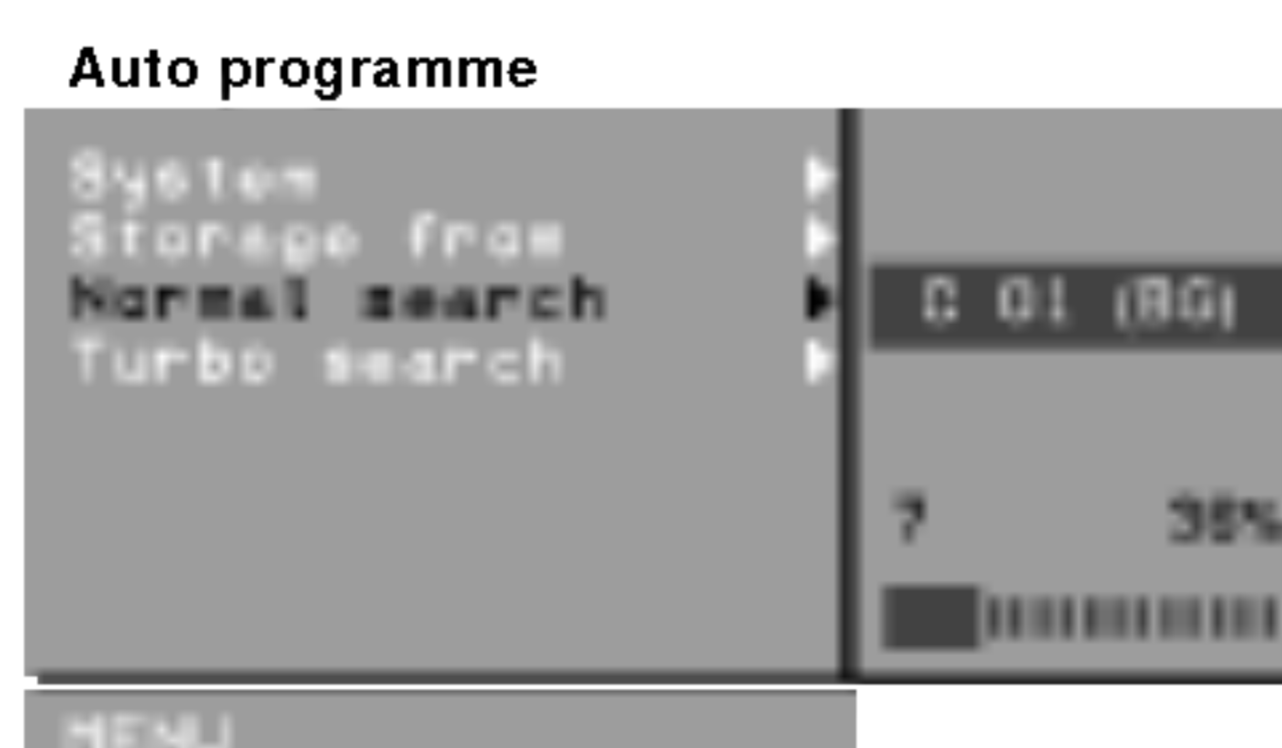 Auto programme
System
Storage from
Normal search
C 01 (BG)
Turbo search
7
MENU